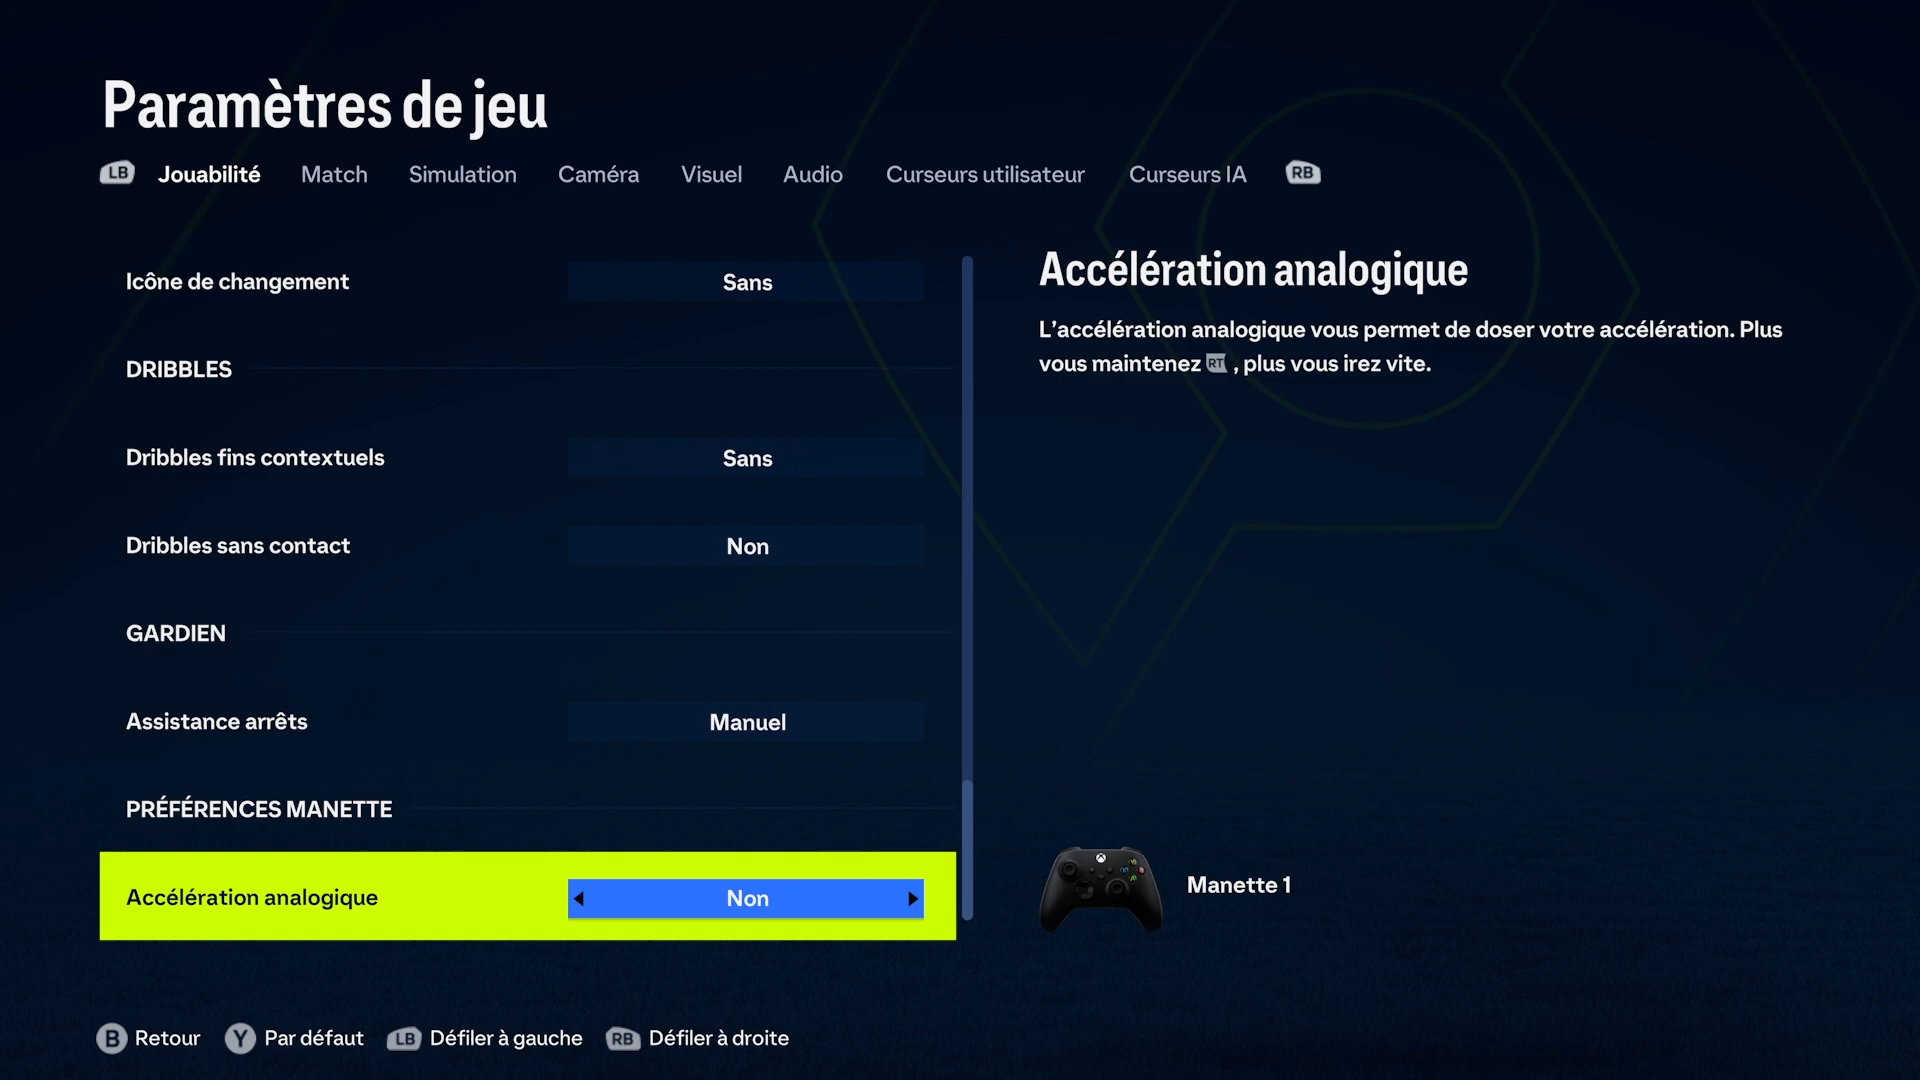 Paramètres de jeu
LB Jouabilité Match Simulation Caméra Visuel Audio Curseurs utilisateur Curseurs IA RB
Icône de changement Sans
DRIBBLES
Dribbles fins contextuels Sans
Dribbles sans contact Non
GARDIEN
Assistance arrêts Manuel
PRÉFÉRENCES MANETTE
Accélération analogique Non
Accélération analogique
L'accélération analogique vous permet de doser votre accélération. Plus
vous maintenez RT , plus vous irez vite.
Manette 1
B Retour Y Par défaut LB Défiler à gauche RB Défiler à droite